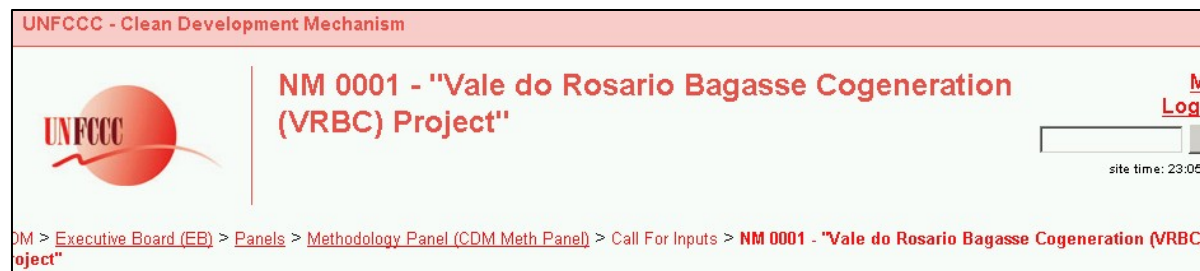 UNFCCC - Clean Development Mechanism
NM 0001 - "Vale do Rosario Bagasse Cogeneration
(VRBC) Project"
UNFCCC
site time: 23:05
> Executive Board (EB) > Panels > Methodology Panel (CDM Meth Panel) > Call For Inputs > NM 0001 - "Vale do Rosario Bagasse Cogeneration (VRBC
oject"